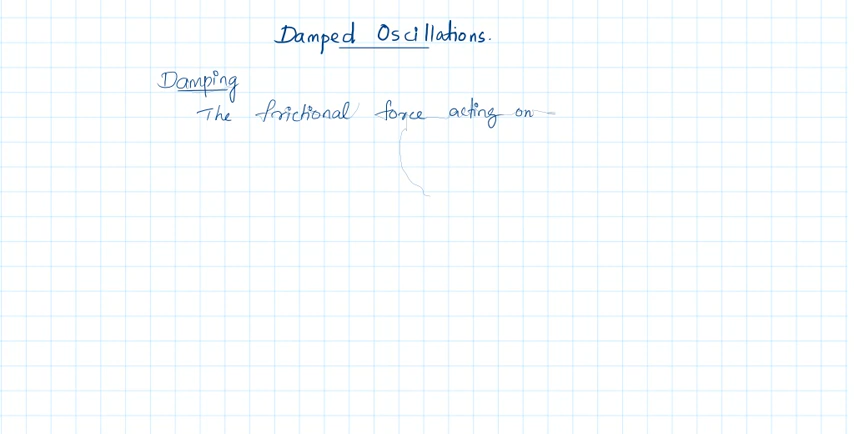 Damped Oscillations.
Damping
The frictional force acting on